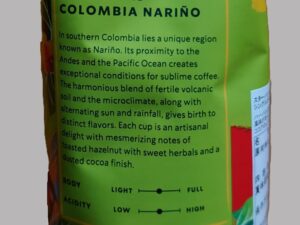 COLOMBIA NARIÑO
In southern Colombia lies a unique region
known as Nariño. Its proximity to the
Andes and the Pacific Ocean creates
exceptional conditions for sublime coffee.
The harmonious blend of fertile volcanic
soil and the microclimate, along with
alternating sun and rainfall, gives birth to
distinct flavors. Each cup is an artisanal
delight with mesmerizing notes of
toasted hazelnut with sweet herbals and a
dusted cocoa finish.
BODY LIGHT FULL
ACIDITY LOW HIGH